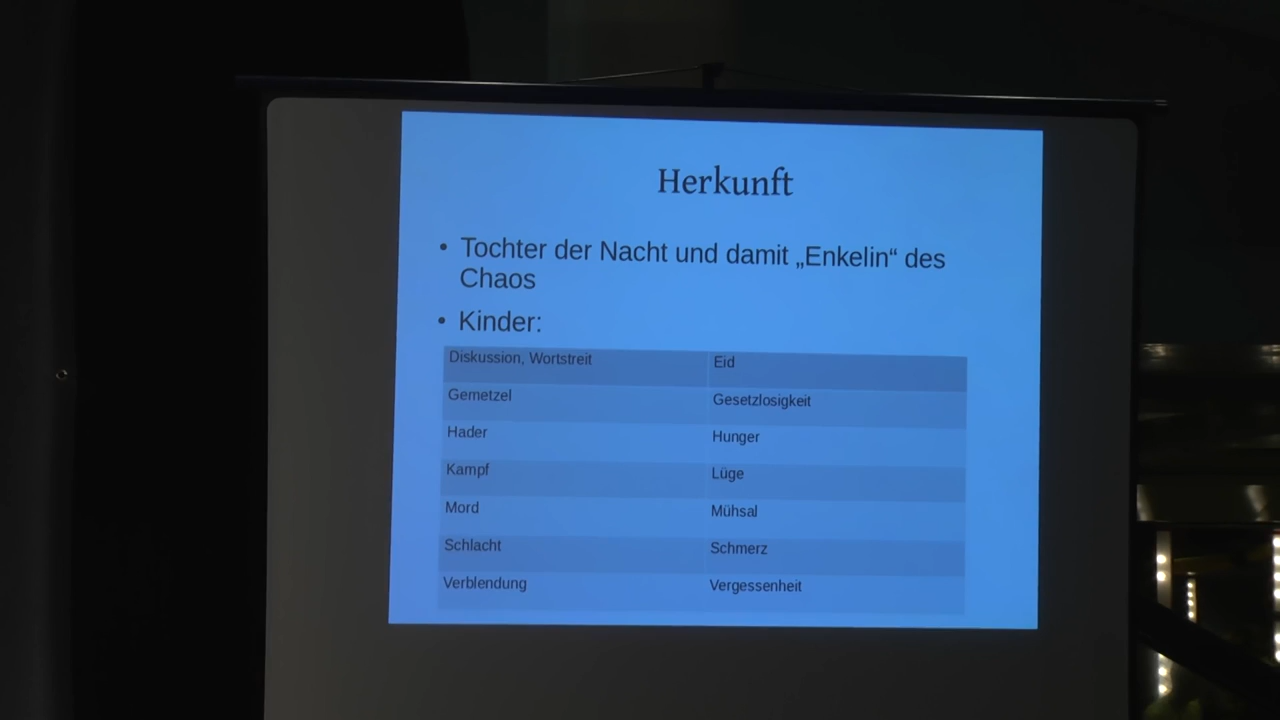 Herkunft
• Tochter der Nacht und damit „Enkelin“ des
Chaos
• Kinder:
Diskussion, Wortstreit Eid
Gemetzel Gesetzlosigkeit
Hader Hunger
Kampf Lüge
Mord Mühsal
Schlacht Schmerz
Verblendung Vergessenheit